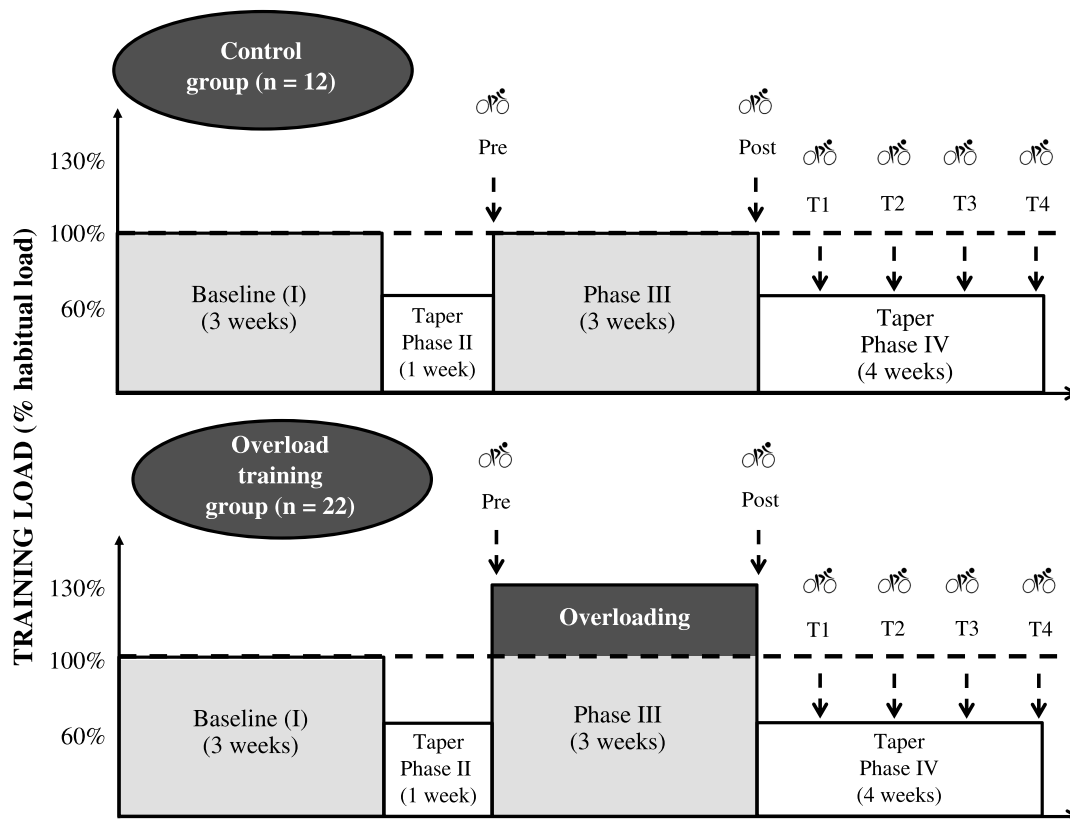 TRAINING LOAD (% habitual load)
Control
group (n = 12)
Pre
Post
130%
T1 T2 T3 T4
100%
Baseline (I)
(3 weeks)
Phase III
(3 weeks)
60%
Taper
Phase II
(1 week)
Taper
Phase IV
(4 weeks)
Overload
training
group (n = 22)
Pre
Post
130%
Overloading
T1 T2 T3 T4
100%
Baseline (I)
(3 weeks)
Phase III
(3 weeks)
60%
Taper
Phase II
(1 week)
Taper
Phase IV
(4 weeks)